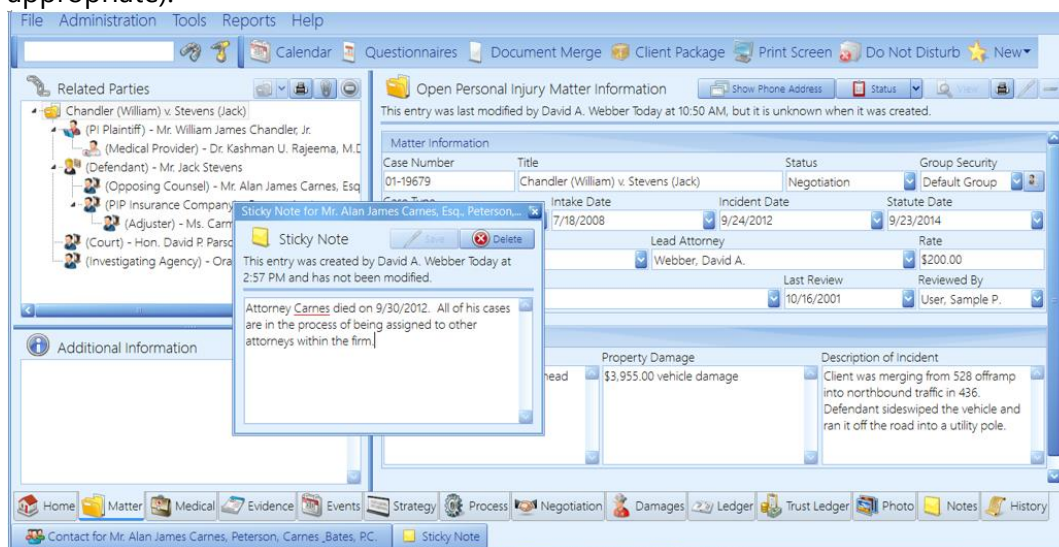 appropriate).
File Administration Tools Reports Help
Calendar Questionnaires Document Merge Client Package Print Screen Do Not Disturb New
Related Parties
Chandler (William) v. Stevens (Jack)
(PI Plaintiff) - Mr. William James Chandler, Jr.
(Medical Provider) - Dr. Kashman U. Rajeema, M.D
(Defendant) - Mr. Jack Stevens
(Opposing Counsel) - Mr. Alan James Carnes, Esq
(PIP Insurance Company
(Adjuster) - Ms. Carm
(Court) - Hon. David P. Parso
(Investigating Agency) - Ora
Additional Information
Open Personal Injury Matter Information Show Phone Address Status View
This entry was last modified by David A. Webber Today at 10:50 AM, but it is unknown when it was created.
Matter Information
Case Number Title Status Group Security
01-19679 Chandler (William) v. Stevens (Jack) Negotiation Default Group
Case Type Intake Date Incident Date Statute Date
7/18/2008 9/24/2012 9/23/2014
Lead Attorney Rate
Webber, David A. $200.00
Last Review Reviewed By
10/16/2001 User, Sample P.
Property Damage Description of Incident
head $3,955.00 vehicle damage Client was merging from 528 offramp
into northbound traffic in 436.
Defendant sideswiped the vehicle and
ran it off the road into a utility pole.
Sticky Note for Mr. Alan James Carnes, Esq., Peterson,...
Sticky Note Save Delete
This entry was created by David A. Webber Today at
2:57 PM and has not been modified.
Attorney Carnes died on 9/30/2012. All of his cases
are in the process of being assigned to other
attorneys within the firm.
Home Matter Medical Evidence Events Strategy Process Negotiation Damages Ledger Trust Ledger Photo Notes History
Contact for Mr. Alan James Carnes, Peterson, Carnes ,Bates, P.C. Sticky Note